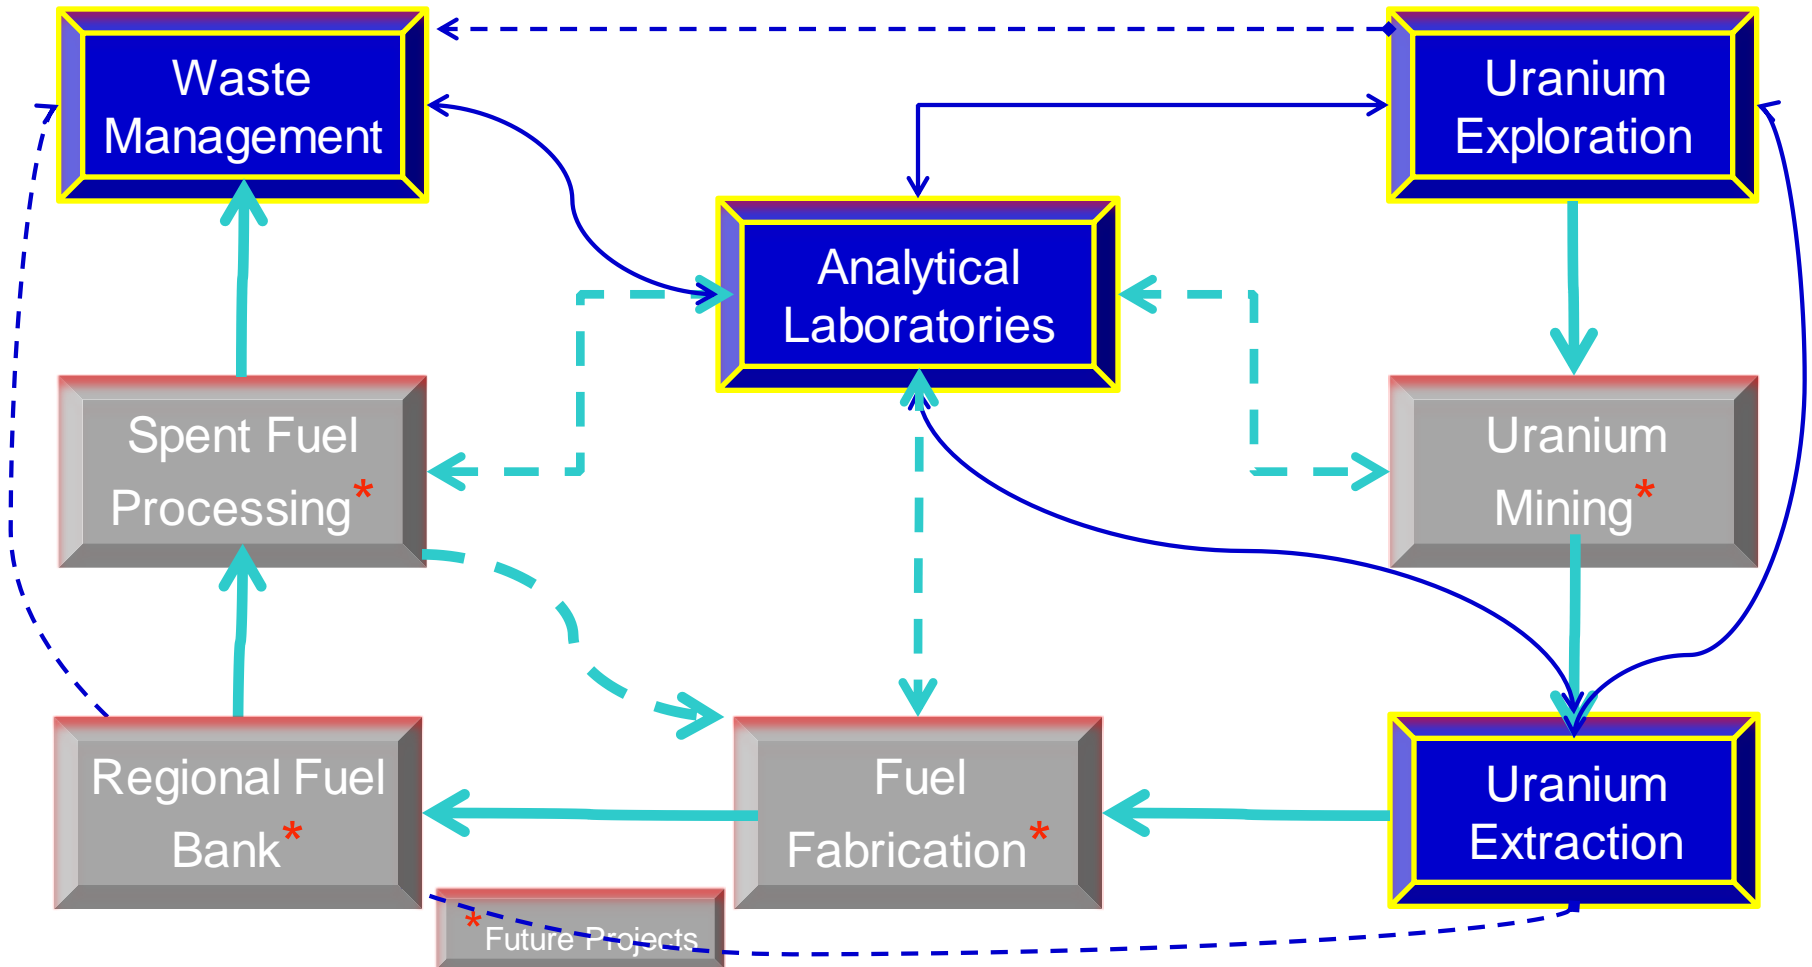 Waste
Management
Uranium
Exploration
Analytical
Laboratories
Spent Fuel
Processing*
Uranium
Mining*
Regional Fuel
Bank*
Fuel
Fabrication*
Uranium
Extraction
*Future Projects